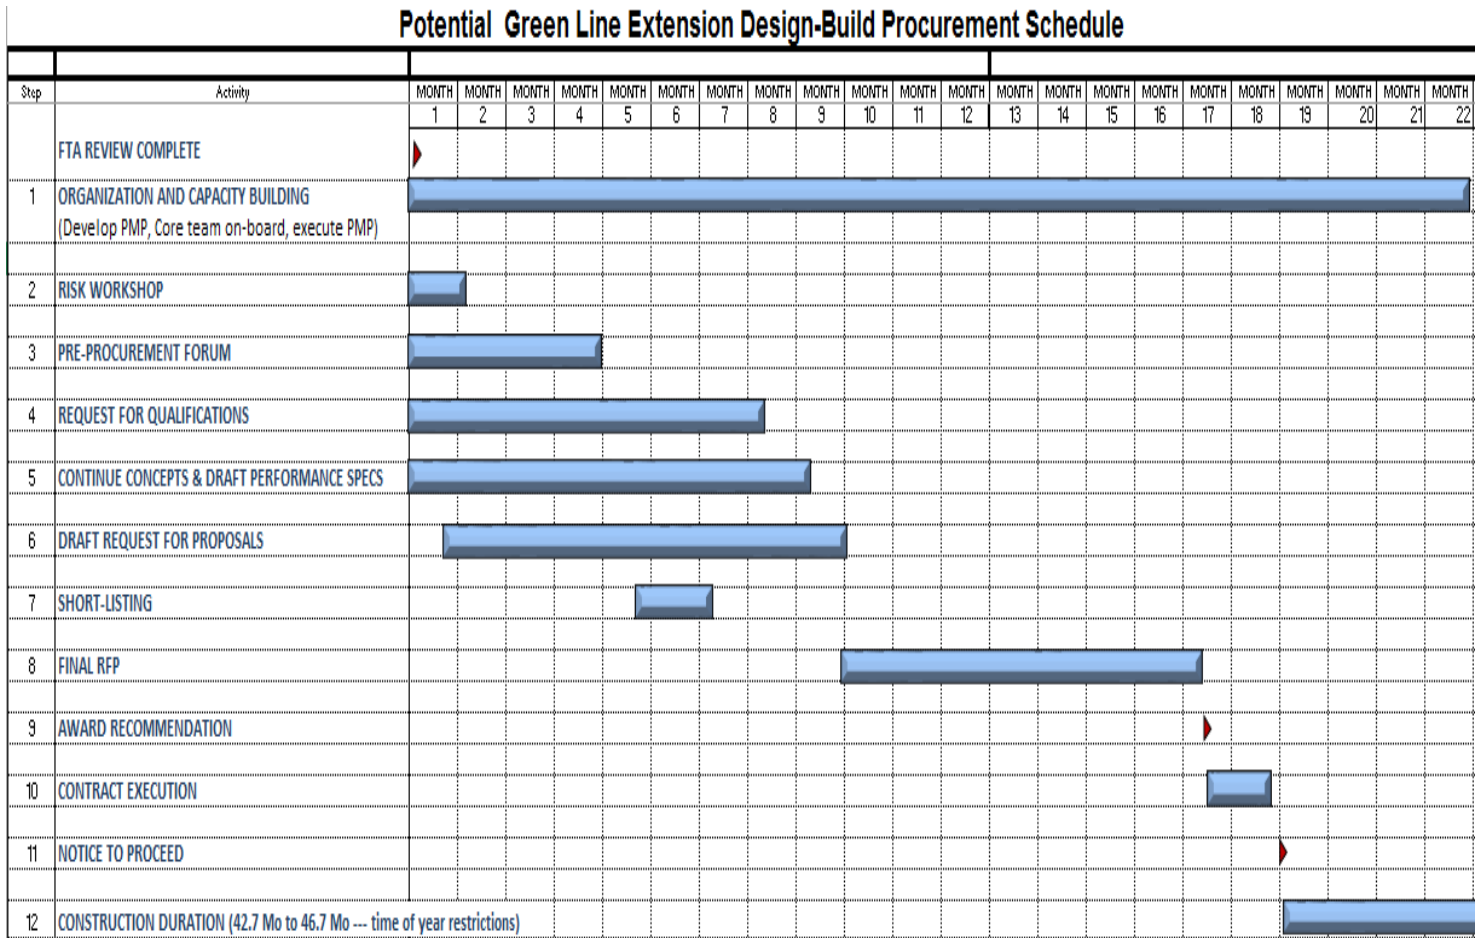 Potential Green Line Extension Design-Build Procurement Schedule
Step Activity MONTH MONTH MONTH MONTH MONTH MONTH MONTH MONTH MONTH MONTH MONTH MONTH MONTH MONTH MONTH MONTH MONTH MONTH MONTH MONTH MONTH MONTH
1 2 3 4 5 6 7 8 9 10 11 12 13 14 15 16 17 18 19 20 21 22
FTA REVIEW COMPLETE
1 ORGANIZATION AND CAPACITY BUILDING
(Develop PMP, Core team on-board, execute PMP)
2 RISK WORKSHOP
3 PRE-PROCUREMENT FORUM
4 REQUEST FOR QUALIFICATIONS
5 CONTINUE CONCEPTS & DRAFT PERFORMANCE SPECS
6 DRAFT REQUEST FOR PROPOSALS
7 SHORT-LISTING
8 FINAL RFP
9 AWARD RECOMMENDATION
10 CONTRACT EXECUTION
11 NOTICE TO PROCEED
12 CONSTRUCTION DURATION (42.7 Mo to 46.7 Mo --- time of year restrictions)